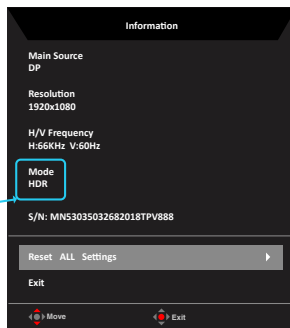 Information
Main Source
DP
Resolution
1920x1080
H/V Frequency
H:66KHz V:60Hz
Mode
HDR
S/N: MN53035032682018TPV888
Reset ALL Settings
Exit
Move Exit